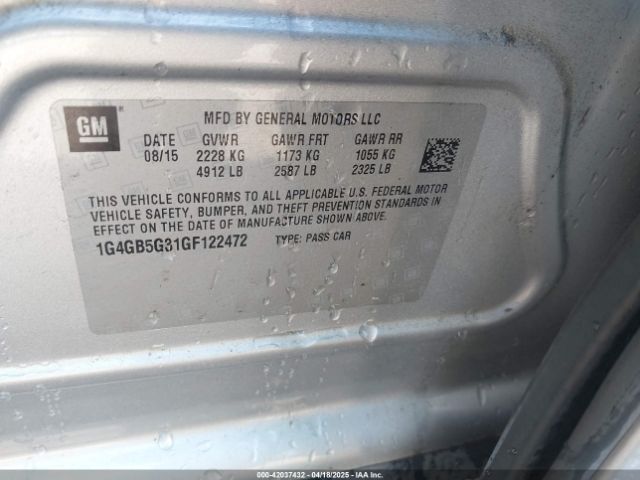 GM
MFD BY GENERAL MOTORS LLC
DATE GVWR GAWR FRT GAWR RR
08/15 2228 KG 1173 KG 1055 KG
4912 LB 2587 LB 2325 LB
THIS VEHICLE CONFORMS TO ALL APPLICABLE U.S. FEDERAL MOTOR
VEHICLE SAFETY, BUMPER, AND THEFT PREVENTION STANDARDS IN
EFFECT ON THE DATE OF MANUFACTURE SHOWN ABOVE.
1G4GB5G31GF122472 TYPE: PASS CAR
000-42037432 - 04/18/2025 - IAAI.COM